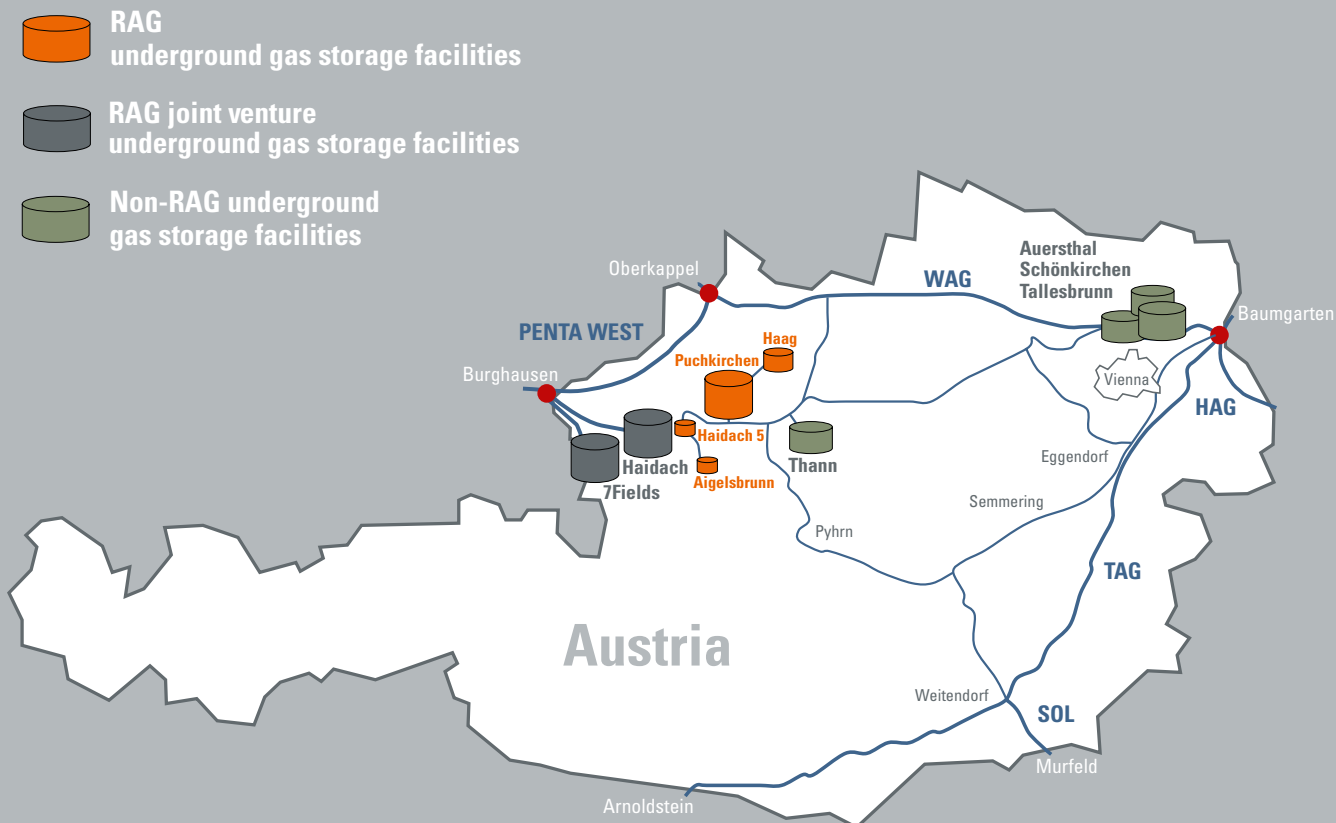 RAG
underground gas storage facilities
RAG joint venture
underground gas storage facilities
Non-RAG underground
gas storage facilities
Oberkappel
WAG
Auersthal
Schönkirchen
Tallesbrunn
Baumgarten
PENTA WEST
Haag
Puchkirchen
Burghausen
Vienna
HAG
Haidach 5
Eggendorf
Haidach
Thann
Aigelsbrunn
7Fields
Semmering
Pyhrn
TAG
Austria
Weitendorf
SOL
Murfeld
Arnoldstein